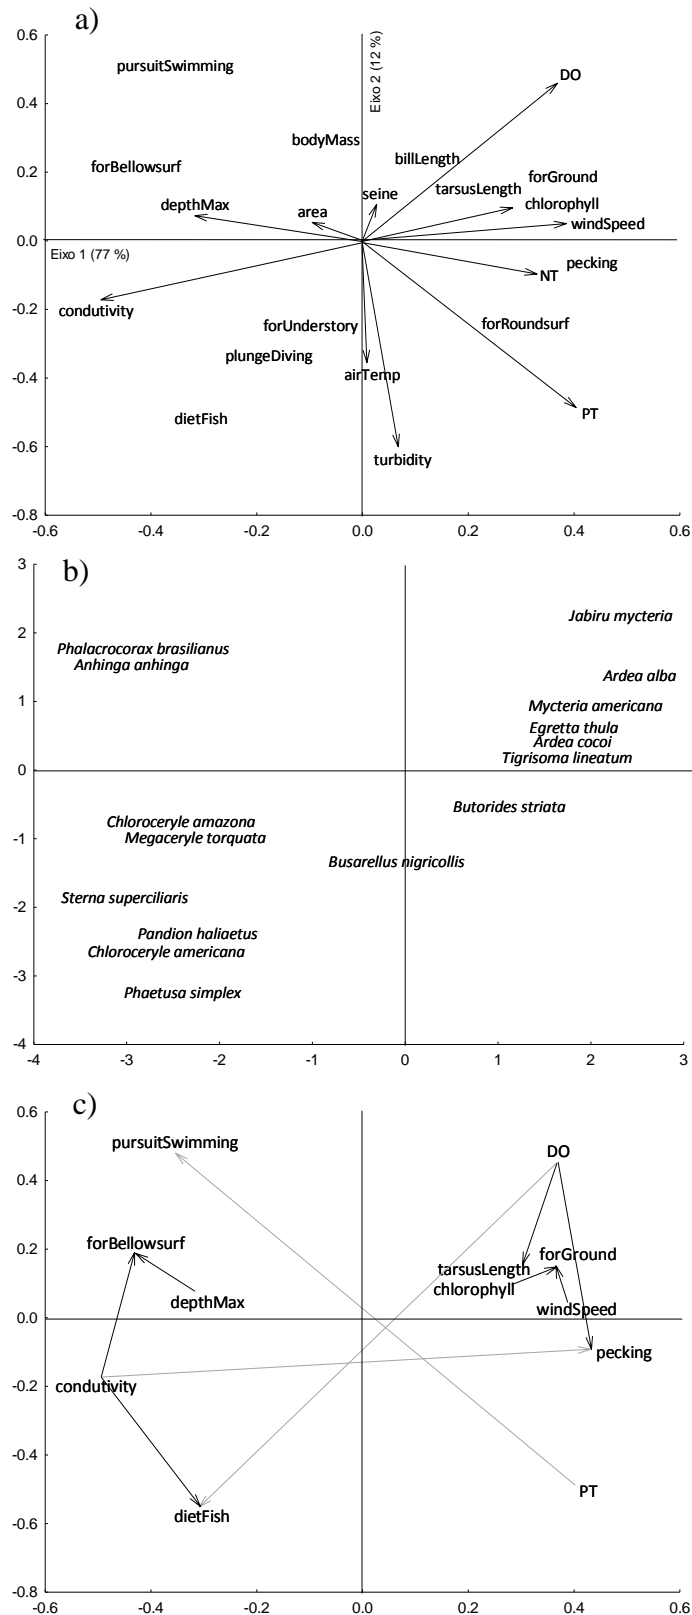 a)
0.6
pursuitSwimming
Eixo 2 (12 %)
DO
0.4
bodyMass
billLength
forBellowsurf
0.2
forGround
tarsusLength
seine
depthMax
area
chlorophyll
windSpeed
0.0
Eixo 1 (77 %)
pecking
NT
condutivity
-0.2
forUnderstory
forRoundsurf
plungeDiving
airTemp
-0.4
dietFish
PT
turbidity
-0.6
-0.8
-0.4 -0.2 0.0 0.2 0.4 0.6
b)
3
Jabiru mycteria
2
Phalacrocorax brasilianus
Anhinga anhinga
Ardea alba
1
Mycteria americana
Egretta thula
Ardea cocoi
Tigrisoma lineatum
0
Butorides striata
Chloroceryle amazona
Megaceryle torquata
-1
Busarellus nigricollis
Sterna superciliaris
-2
Pandion haliaetus
Chloroceryle americana
-3
Phaetusa simplex
-4
-4 -3 -2 -1 0 1 2 3
c)
0.6
pursuitSwimming
DO
0.4
forBellowsurf
0.2
forGround
tarsusLength
chlorophyll
depthMax
windSpeed
0.0
pecking
condutivity
-0.2
-0.4
PT
dietFish
-0.6
-0.8
-0.4 -0.2 0.0 0.2 0.4 0.6